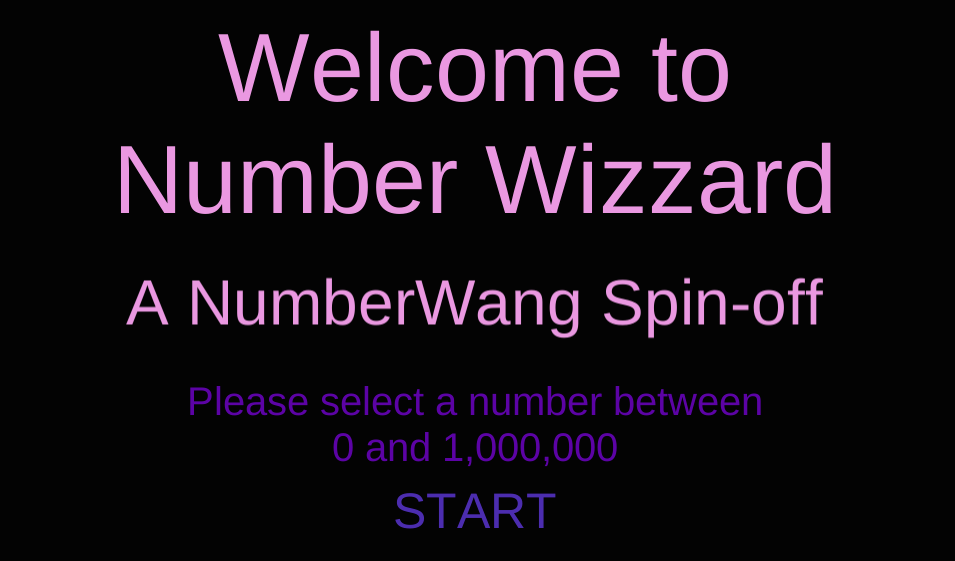 Welcome to
Number Wizzard
A NumberWang Spin-off
Please select a number between
0 and 1,000,000
START